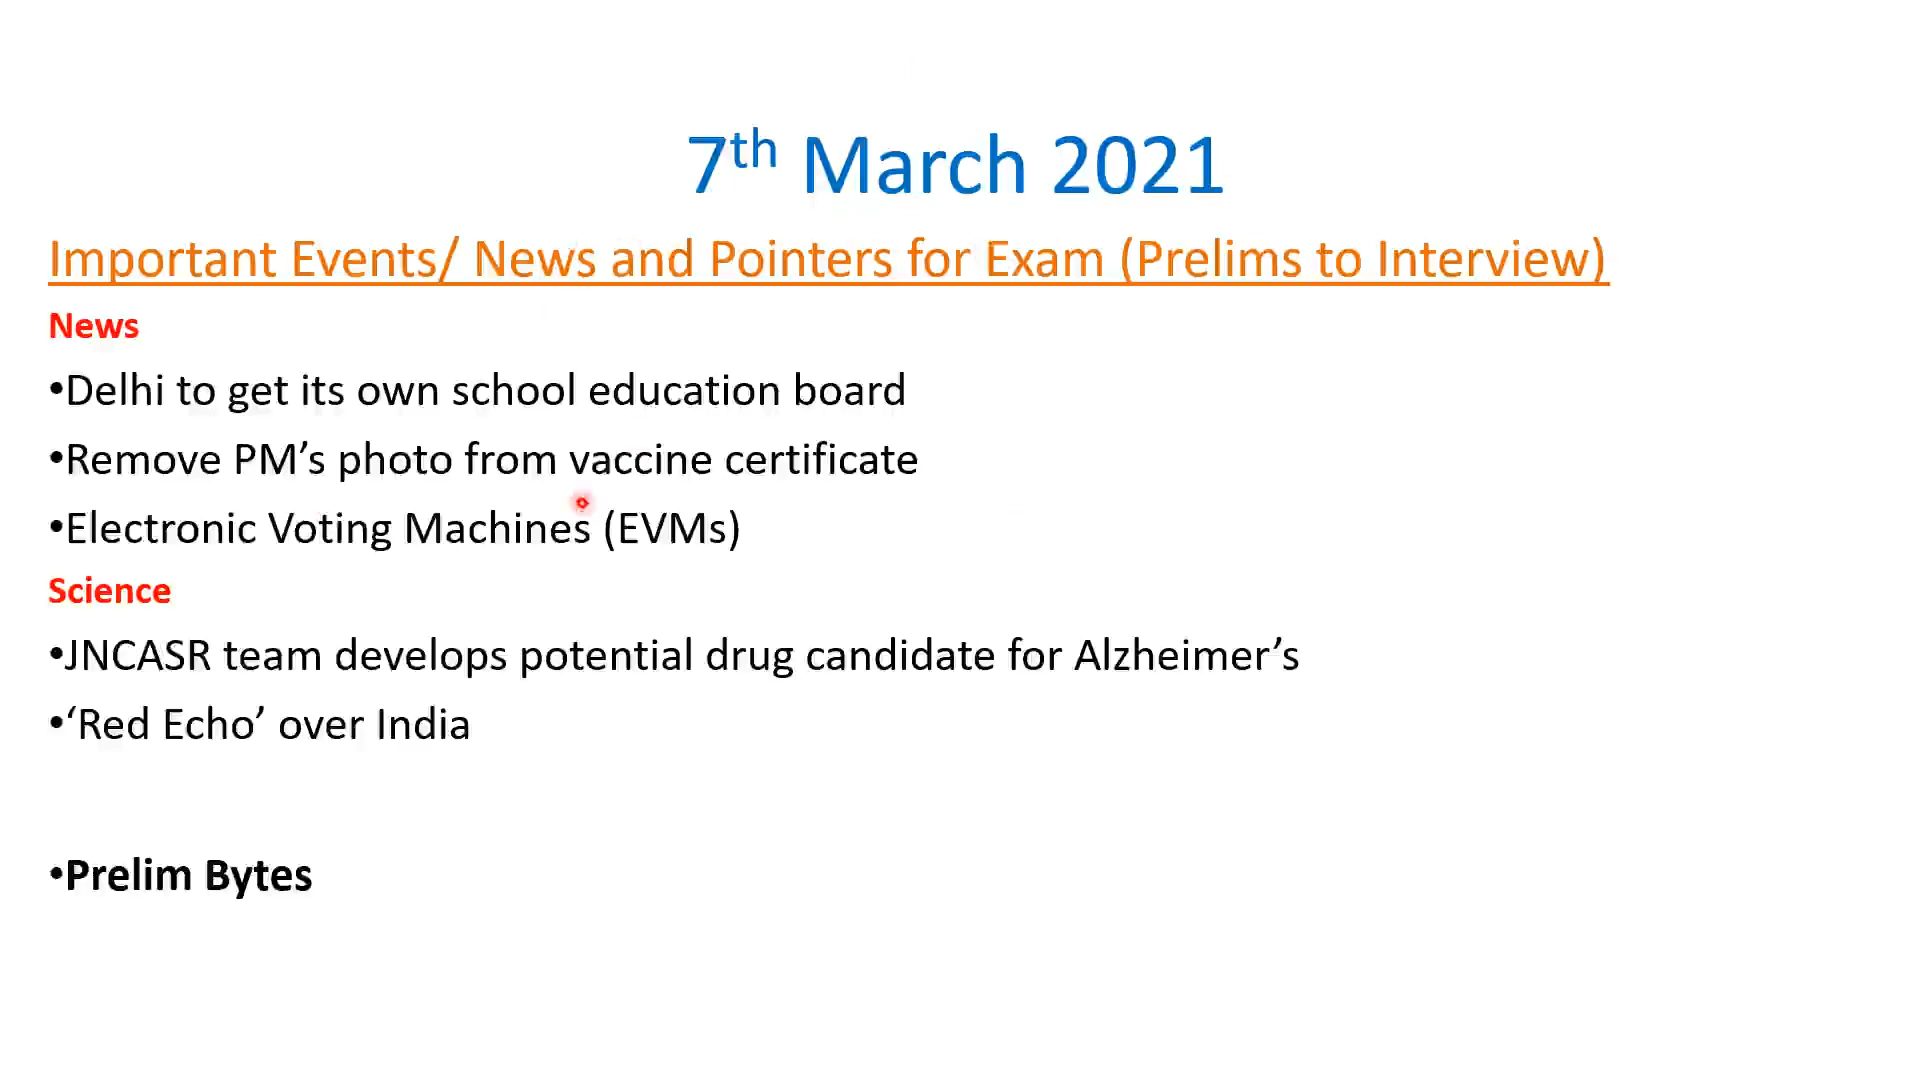 7th March 2021
Important Events/ News and Pointers for Exam (Prelims to Interview)
News
•Delhi to get its own school education board
•Remove PM’s photo from vaccine certificate
•Electronic Voting Machines (EVMs)
Science
•JNCASR team develops potential drug candidate for Alzheimer’s
•‘Red Echo’ over India
•Prelim Bytes